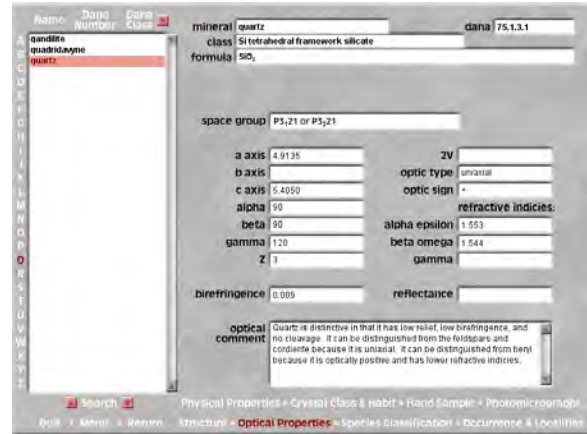 Name Dana Number Dana Class
qandilite
quadridavyne
quartz
A
B
C
D
E
F
G
H
I
J
K
L
M
N
O
P
Q
R
S
T
U
V
W
X
Y
Z
Search
Quit • Menu • Return
mineral quartz dana 75.1.3.1
class Si tetrahedral framework silicate
formula SiO₂
space group P3₁21 or P3₂21
a axis 4.9135 2V
b axis optic type uniaxial
c axis 5.4050 optic sign +
alpha 90 refractive indicies:
beta 90 alpha epsilon 1.553
gamma 120 beta omega 1.544
Z 3 gamma
birefringence 0.009 reflectance
optical comment
Quartz is distinctive in that it has low relief, low birefringence, and
no cleavage. It can be distinguished from the feldspars and
cordierite because it is uniaxial. It can be distinguished from beryl
because it is optically positive and has lower refractive indicies.
Physical Properties • Crystal Class & Habit • Hand Sample • Photomicrograph
Structure • Optical Properties • Species Classification • Occurrence & Localities